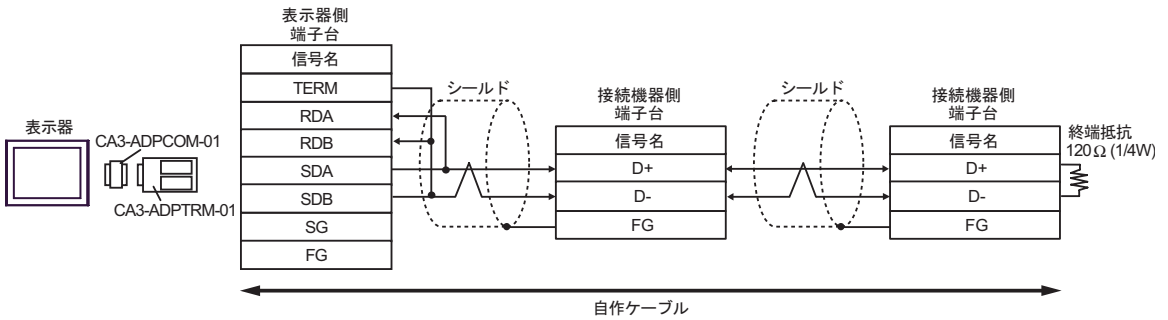 表示器
CA3-ADPCOM-01
CA3-ADPTRM-01
表示器側
端子台
信号名
TERM
RDA
RDB
SDA
SDB
SG
FG
シールド
接続機器側
端子台
信号名
D+
D-
FG
シールド
接続機器側
端子台
信号名
D+
D-
FG
終端抵抗
120Ω (1/4W)
自作ケーブル